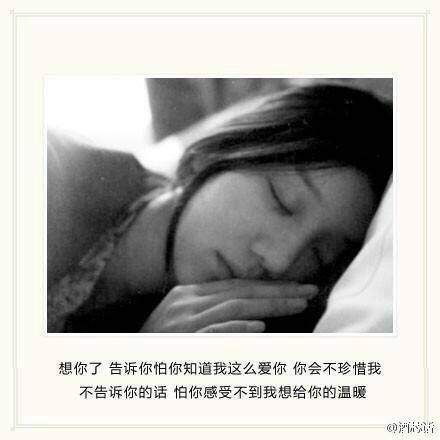 想你了 告诉你怕你知道我这么爱你 你会不珍惜我
不告诉你的话 怕你感受不到我想给你的温暖